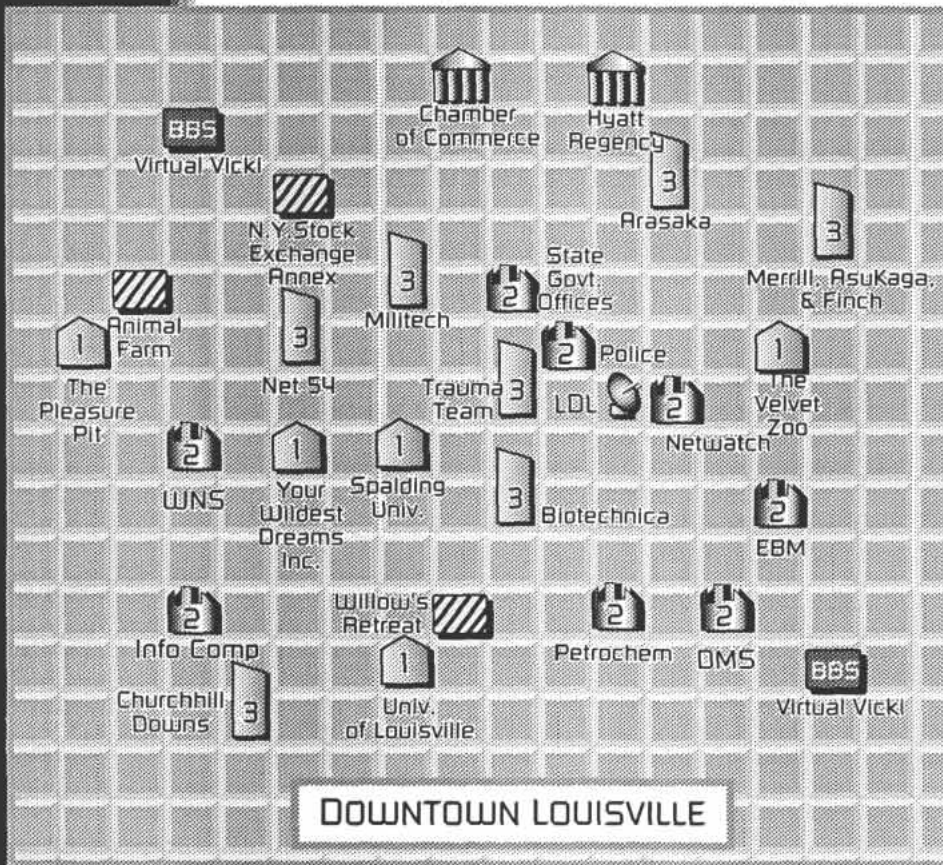 Chamber
of Commerce
Hyatt
Regency
BBS
Virtual Vicki
3
Arasaka
N.Y. Stock
Exchange
Annex
3
Militech
State
Govt.
Offices
2
3
Merrill, Asukaga,
& Finch
Animal
Farm
1
The
Pleasure
Pit
3
Net 54
2
Police
Trauma
Team
3
LDL
2
Netwatch
1
The
Velvet
Zoo
2
WNS
1
Your
Wildest
Dreams
Inc.
1
Spalding
Univ.
3
Biotechnica
2
EBM
2
Info Comp
Willow's
Retreat
2
Petrochem
2
DMS
Churchhill
Downs
3
1
Univ.
of Louisville
BBS
Virtual Vicki
DOWNTOWN LOUISVILLE